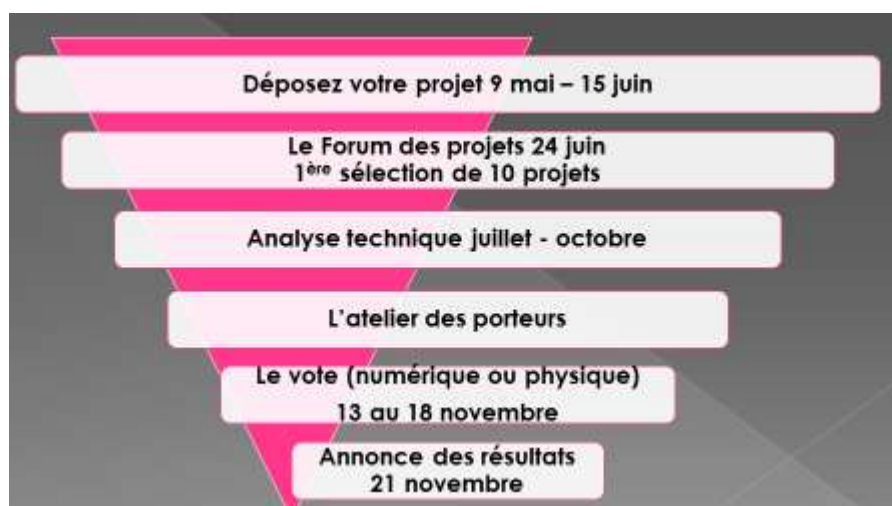 Déposez votre projet 9 mai – 15 juin
Le Forum des projets 24 juin
1ère sélection de 10 projets
Analyse technique juillet - octobre
L'atelier des porteurs
Le vote (numérique ou physique)
13 au 18 novembre
Annonce des résultats
21 novembre